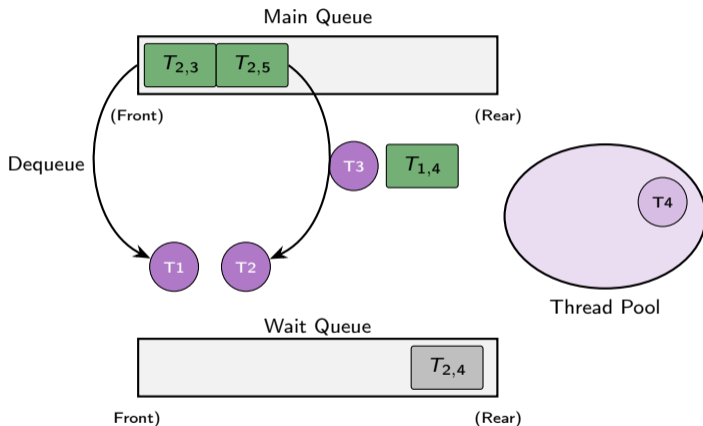 Main Queue
T2,3 T2,5
(Front) (Rear)
Dequeue
T3 T1,4
T4
T1 T2
Thread Pool
Wait Queue
T2,4
Front) (Rear)